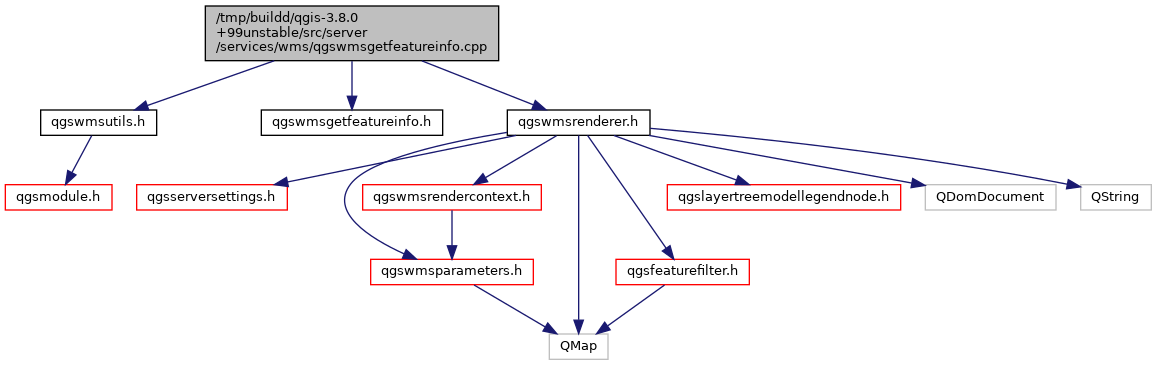 /tmp/buildd/qgis-3.8.0
+99unstable/src/server
/services/wms/qgswmsgetfeatureinfo.cpp
qgswmsutils.h
qgswmsgetfeatureinfo.h
qgswmsrenderer.h
qgsmodule.h
qgsserversettings.h
qgswmsrendercontext.h
qgslayertreemodellegendnode.h
QDomDocument
QString
qgswmsparameters.h
qgsfeaturefilter.h
QMap